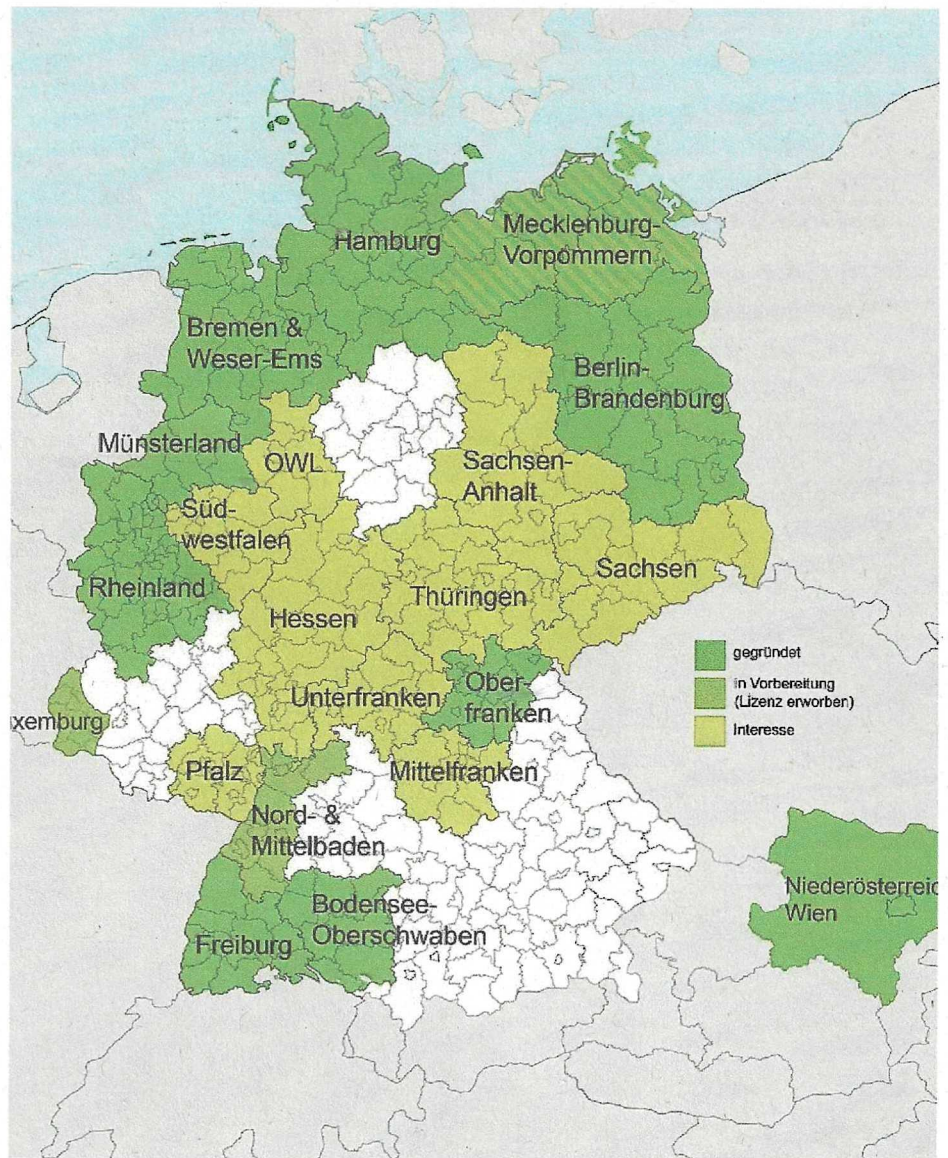 Hamburg
Mecklenburg-
Vorpommern
Bremen &
Weser-Ems
Berlin-
Brandenburg
Münsterland
OWL
Sachsen-
Anhalt
Süd-
westfalen
Sachsen
Rheinland
Thüringen
Hessen
gegründet
in Vorbereitung
(Lizenz erworben)
Interesse
Ober-
franken
Unterfranken
xemburg
Pfalz
Mittelfranken
Nord- &
Mittelbaden
Niederösterreic
Wien
Bodensee-
Oberschwaben
Freiburg